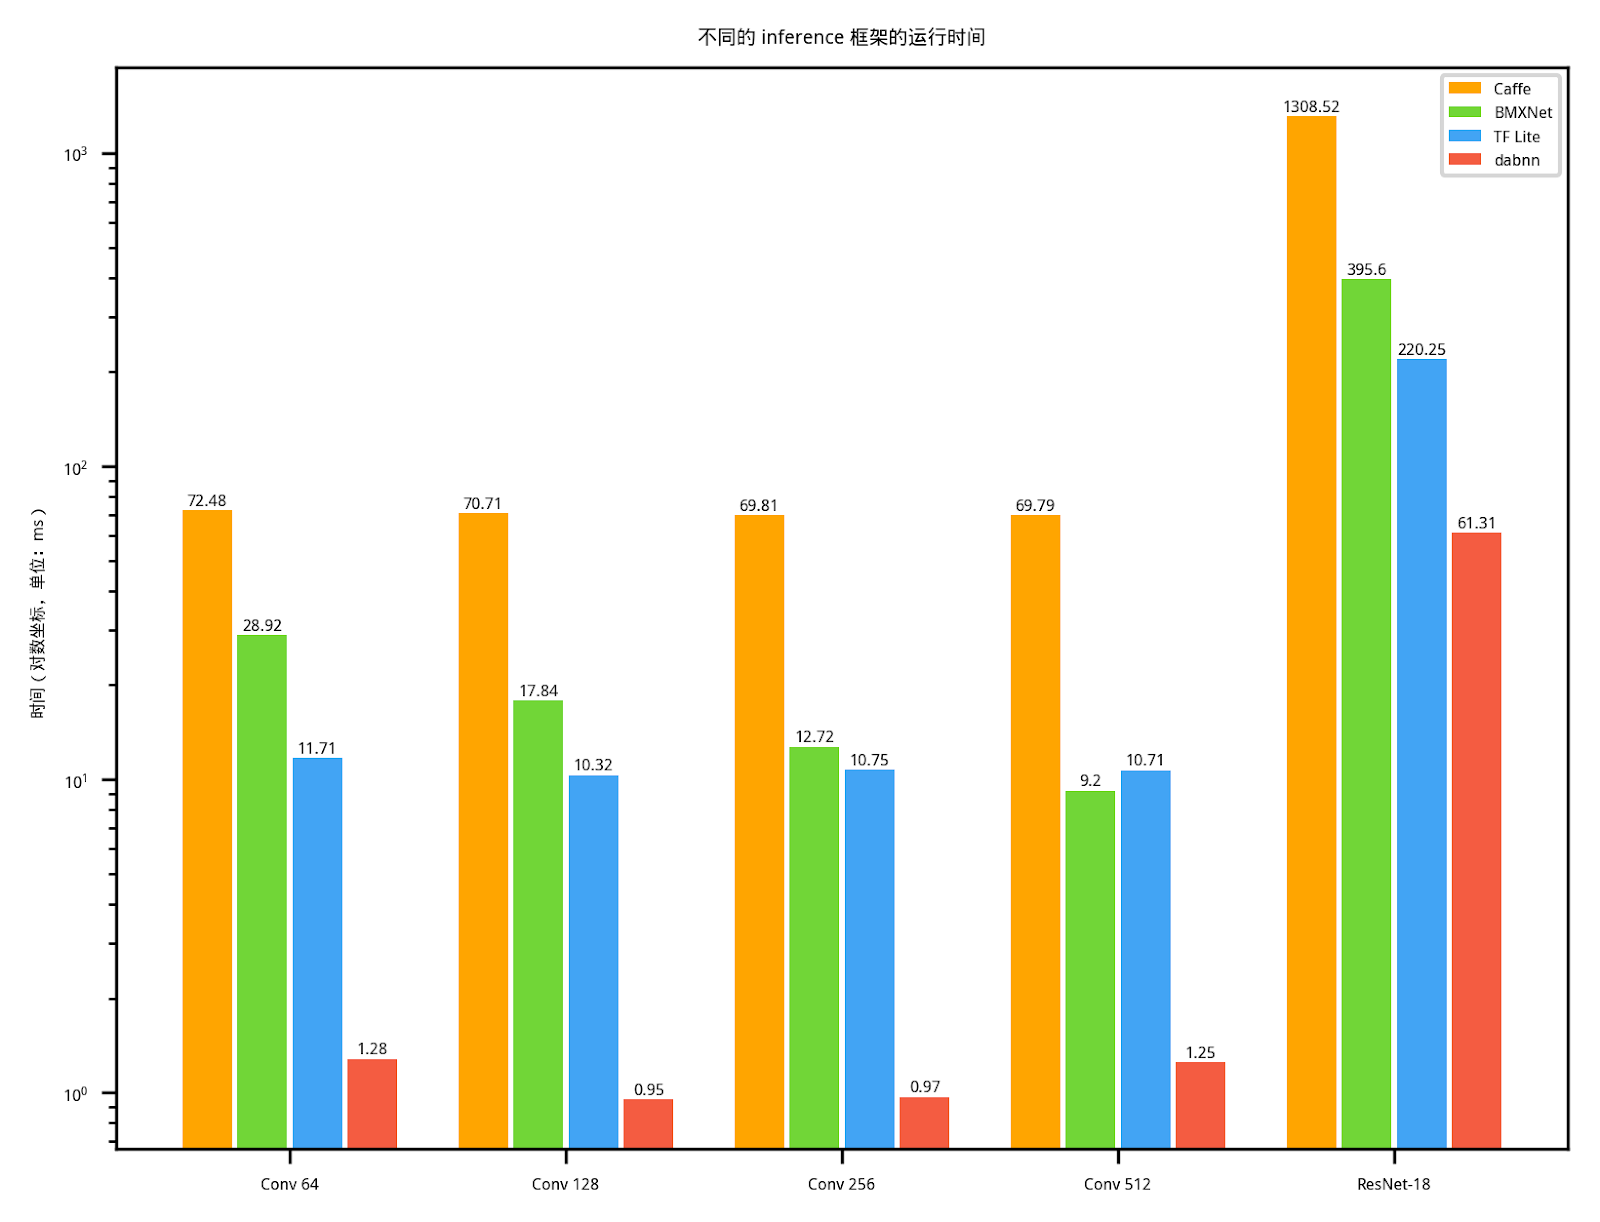 不同的 inference 框架的运行时间
Caffe
BMXNet
TF Lite
dabnn
时间（对数坐标，单位：ms）
10³
10²
10¹
10⁰
72.48
28.92
11.71
1.28
70.71
17.84
10.32
0.95
69.81
12.72
10.75
0.97
69.79
9.2
10.71
1.25
1308.52
395.6
220.25
61.31
Conv 64
Conv 128
Conv 256
Conv 512
ResNet-18